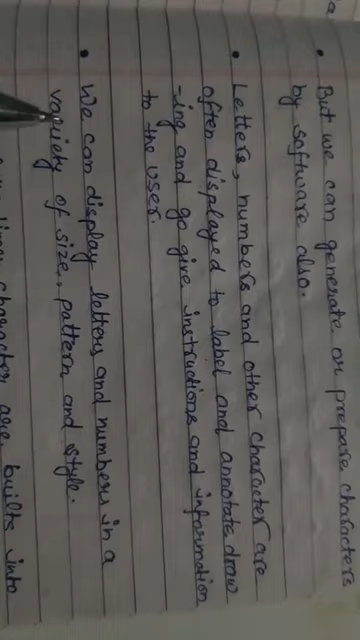 • But we can generate or prepare characters
by software also.
• Letters, numbers and other character are
often displayed to label and annotate draw
-ing and go give instructions and information
to the user.
• We can display letters and numbers in a
variety of size, pattern and style.
character are builts into